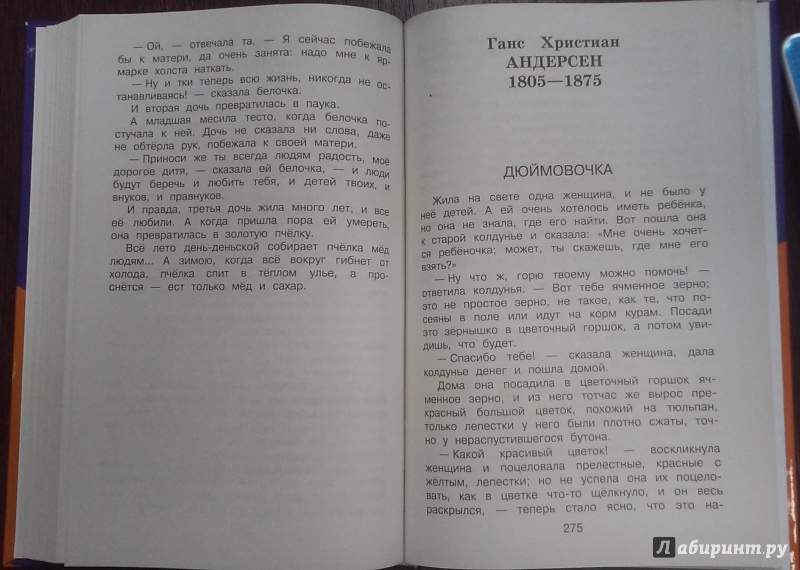 — Ой, — отвечала та. — Я сейчас побежала
бы к матери, да очень занята: надо мне к яр-
марке холста наткать.
— Ну и тки теперь всю жизнь, никогда не ос-
танавливаясь! — сказала белочка.
И вторая дочь превратилась в паука.
А младшая месила тесто, когда белочка по-
стучала к ней. Дочь не сказала ни слова, даже
не обтёрла рук, побежала к своей матери.
— Приноси же ты всегда людям радость, моё
дорогое дитя, — сказала ей белочка, — и люди
будут беречь и любить тебя, и детей твоих, и
внуков, и правнуков.
И правда, третья дочь жила много лет, и все
её любили. А когда пришла пора ей умереть,
она превратилась в золотую пчёлку.
Всё лето день-деньской собирает пчёлка мёд
людям... А зимою, когда всё вокруг гибнет от
холода, пчёлка спит в тёплом улье, а про-
снётся — ест только мёд и сахар.
Ганс Христиан
АНДЕРСЕН
1805—1875
ДЮЙМОВОЧКА
Жила на свете одна женщина, и не было у
неё детей. А ей очень хотелось иметь ребёнка,
но она не знала, где его найти. Вот пошла она
к старой колдунье и сказала: «Мне очень хочет-
ся ребёночка; может, ты скажешь, где мне его
взять?»
— Ну что ж, горю твоему можно помочь! —
ответила колдунья. — Вот тебе ячменное зерно;
это не простое зерно, не такое, как те, что по-
сеяны в поле или идут на корм курам. Посади
это зёрнышко в цветочный горшок, а потом уви-
дишь, что будет.
— Спасибо тебе! — сказала женщина, дала
колдунье денег и пошла домой.
Дома она посадила в цветочный горшок яч-
менное зерно, и из него тотчас же вырос пре-
красный большой цветок, похожий на тюльпан,
только лепестки у него были плотно сжаты, точ-
но у нераспустившегося бутона.
— Какой красивый цветок! — воскликнула
женщина и поцеловала прелестные, красные с
жёлтым, лепестки; но не успела она их поцело-
вать, как в цветке что-то щёлкнуло, и он весь
раскрылся, — теперь стало ясно, что это на-
275
Лабиринт.ру